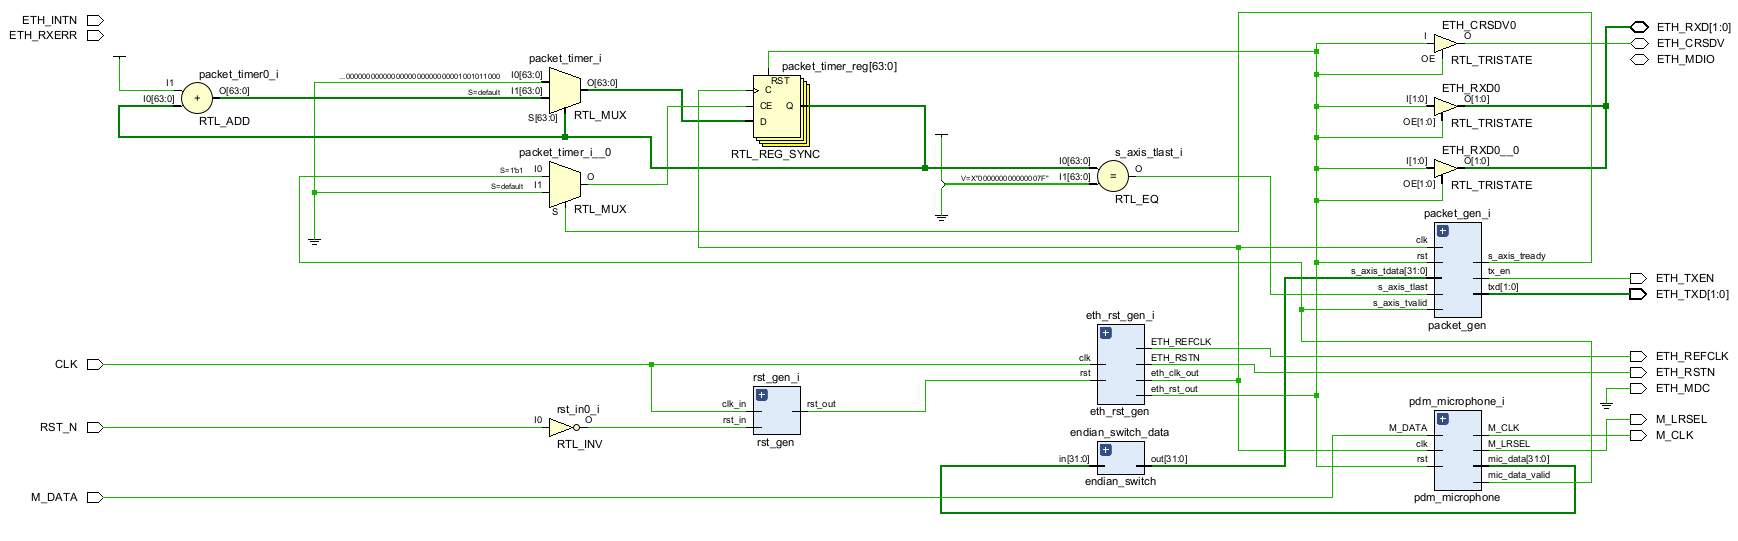 ETH_INTN
ETH_RXERR
CLK
RST_N
M_DATA
packet_timer0_i
I1
I0[63:0]
+
O[63:0]
RTL_ADD
packet_timer_i
S=default
I0[63:0]
I1[63:0]
O[63:0]
S[63:0]
RTL_MUX
packet_timer_i__0
S=1'b1
I0
S=default
I1
O
S
RTL_MUX
packet_timer_reg[63:0]
RST
C
CE
D
Q
RTL_REG_SYNC
s_axis_tlast_i
I0[63:0]
I1[63:0]
=
O
RTL_EQ
rst_in0_i
I0
O
RTL_INV
rst_gen_i
clk_in
rst_in
rst_out
rst_gen
eth_rst_gen_i
clk
rst
ETH_REFCLK
ETH_RSTN
eth_clk_out
eth_rst_out
eth_rst_gen
endian_switch_data
in[31:0]
out[31:0]
endian_switch
ETH_CRSDV0
I
O
OE
RTL_TRISTATE
ETH_RXD0
I[1:0]
O[1:0]
OE[1:0]
RTL_TRISTATE
ETH_RXD0__0
I[1:0]
O[1:0]
OE[1:0]
RTL_TRISTATE
packet_gen_i
clk
rst
s_axis_tdata[31:0]
s_axis_tlast
s_axis_tvalid
s_axis_tready
tx_en
txd[1:0]
packet_gen
pdm_microphone_i
M_DATA
clk
rst
M_CLK
M_LRSEL
mic_data[31:0]
mic_data_valid
pdm_microphone
ETH_RXD[1:0]
ETH_CRSDV
ETH_MDIO
ETH_TXEN
ETH_TXD[1:0]
ETH_REFCLK
ETH_RSTN
ETH_MDC
M_LRSEL
M_CLK